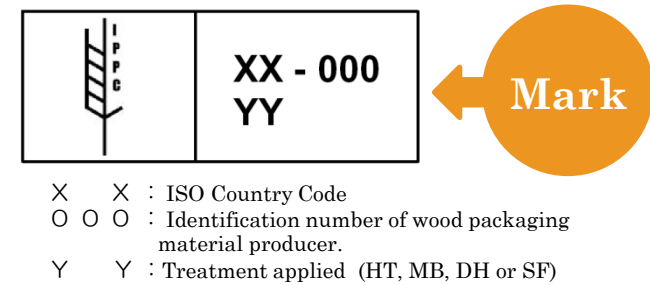 IPPC
XX - 000
YY
Mark
X X : ISO Country Code
O O O : Identification number of wood packaging
material producer.
Y Y : Treatment applied (HT, MB, DH or SF)